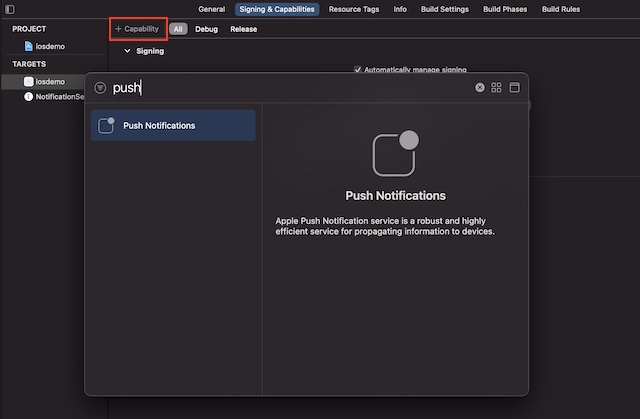 General Signing & Capabilities Resource Tags Info Build Settings Build Phases Build Rules
PROJECT
+ Capability All Debug Release
iosdemo
Signing
TARGETS
Automatically manage signing
iosdemo
push
NotificationSe
Push Notifications
Push Notifications
Apple Push Notification service is a robust and highly
efficient service for propagating information to devices.